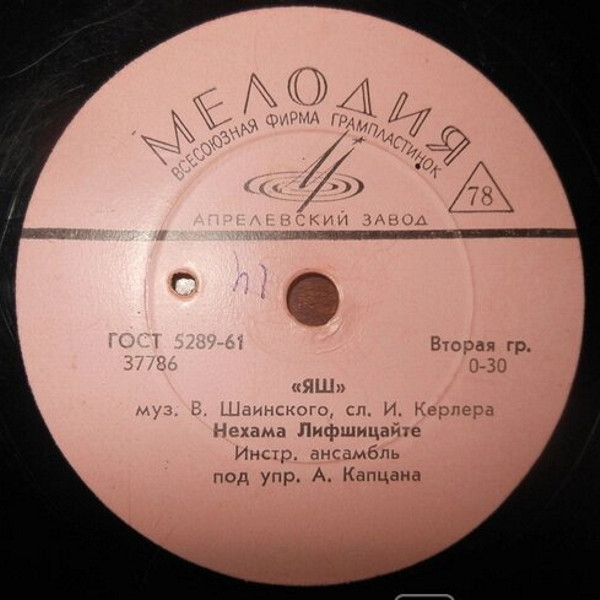 МЕЛОДИЯ
ВСЕСОЮЗНАЯ ФИРМА ГРАМПЛАСТИНОК
78
АПРЕЛЕВСКИЙ ЗАВОД
ГОСТ 5289-61
37786
Вторая гр.
0-30
«ЯШ»
муз. В. Шаинского, сл. И. Керлера
Нехама Лифшицайте
Инстр. ансамбль
под упр. А. Капцана